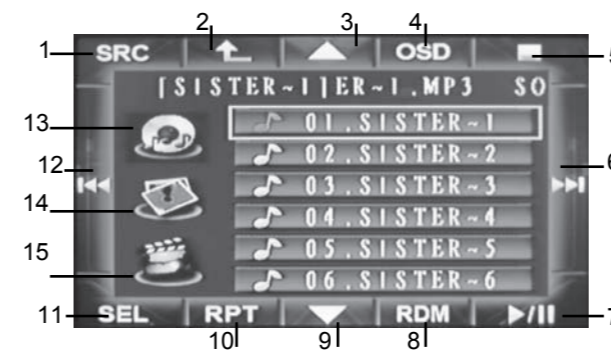 2 3 4
1 SRC OSD 5
[SISTER~1]ER~1.MP3 SO
13 01.SISTER~1
02.SISTER~2
12 6
03.SISTER~3
14 04.SISTER~4
15 05.SISTER~5
06.SISTER~6
11 SEL RPT RDM 7
10 9 8